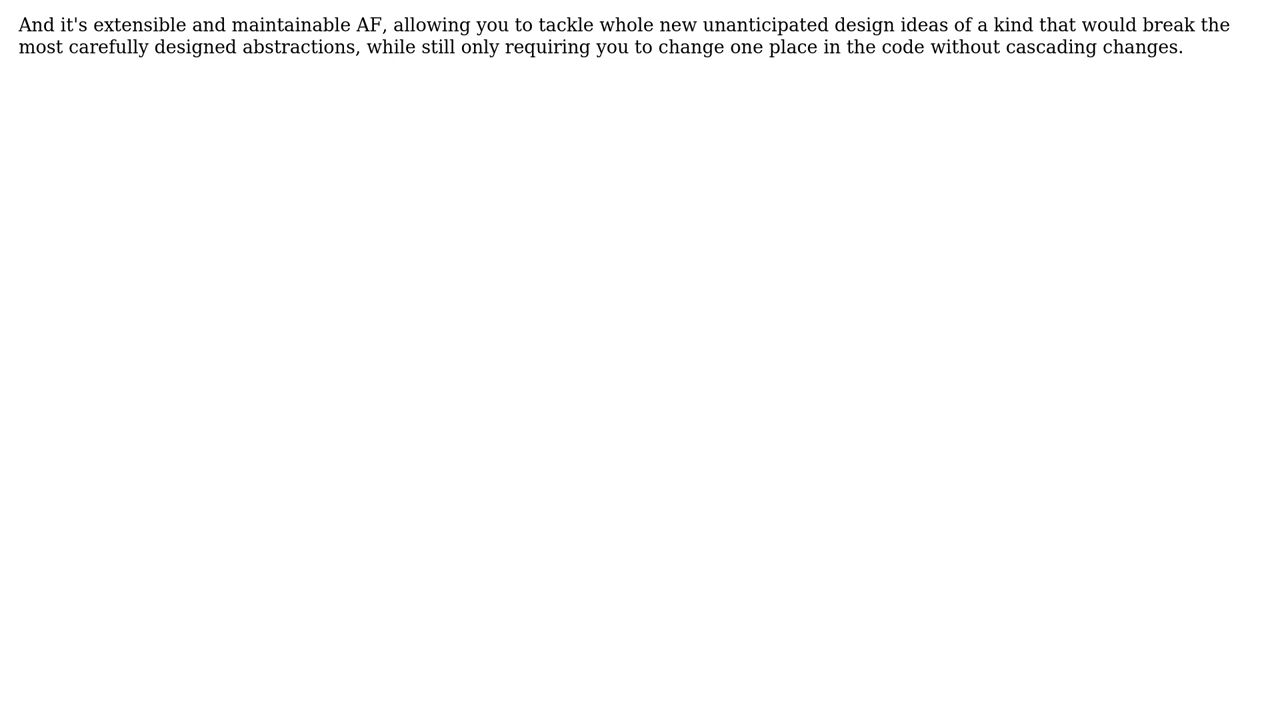 And it's extensible and maintainable AF, allowing you to tackle whole new unanticipated design ideas of a kind that would break the
most carefully designed abstractions, while still only requiring you to change one place in the code without cascading changes.